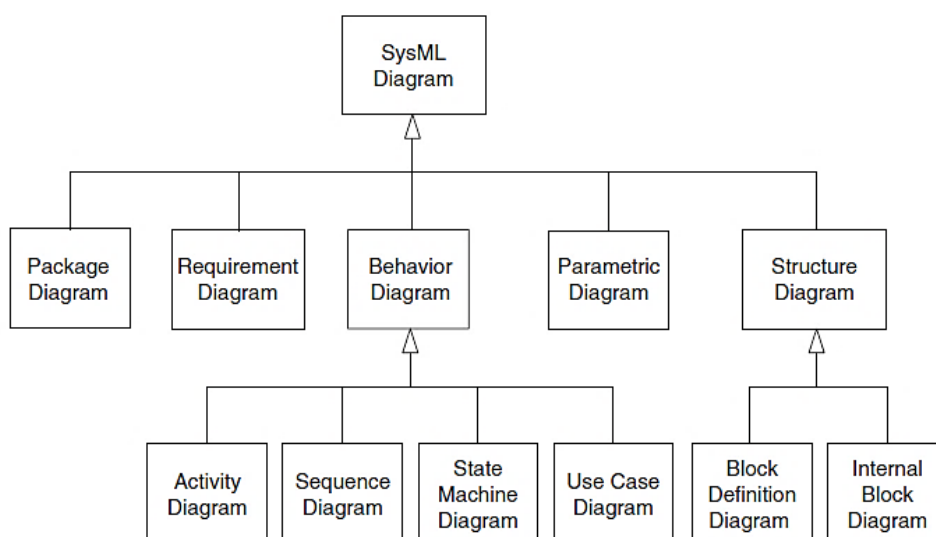 SysML
Diagram
Package
Diagram
Requirement
Diagram
Behavior
Diagram
Parametric
Diagram
Structure
Diagram
Activity
Diagram
Sequence
Diagram
State
Machine
Diagram
Use Case
Diagram
Block
Definition
Diagram
Internal
Block
Diagram